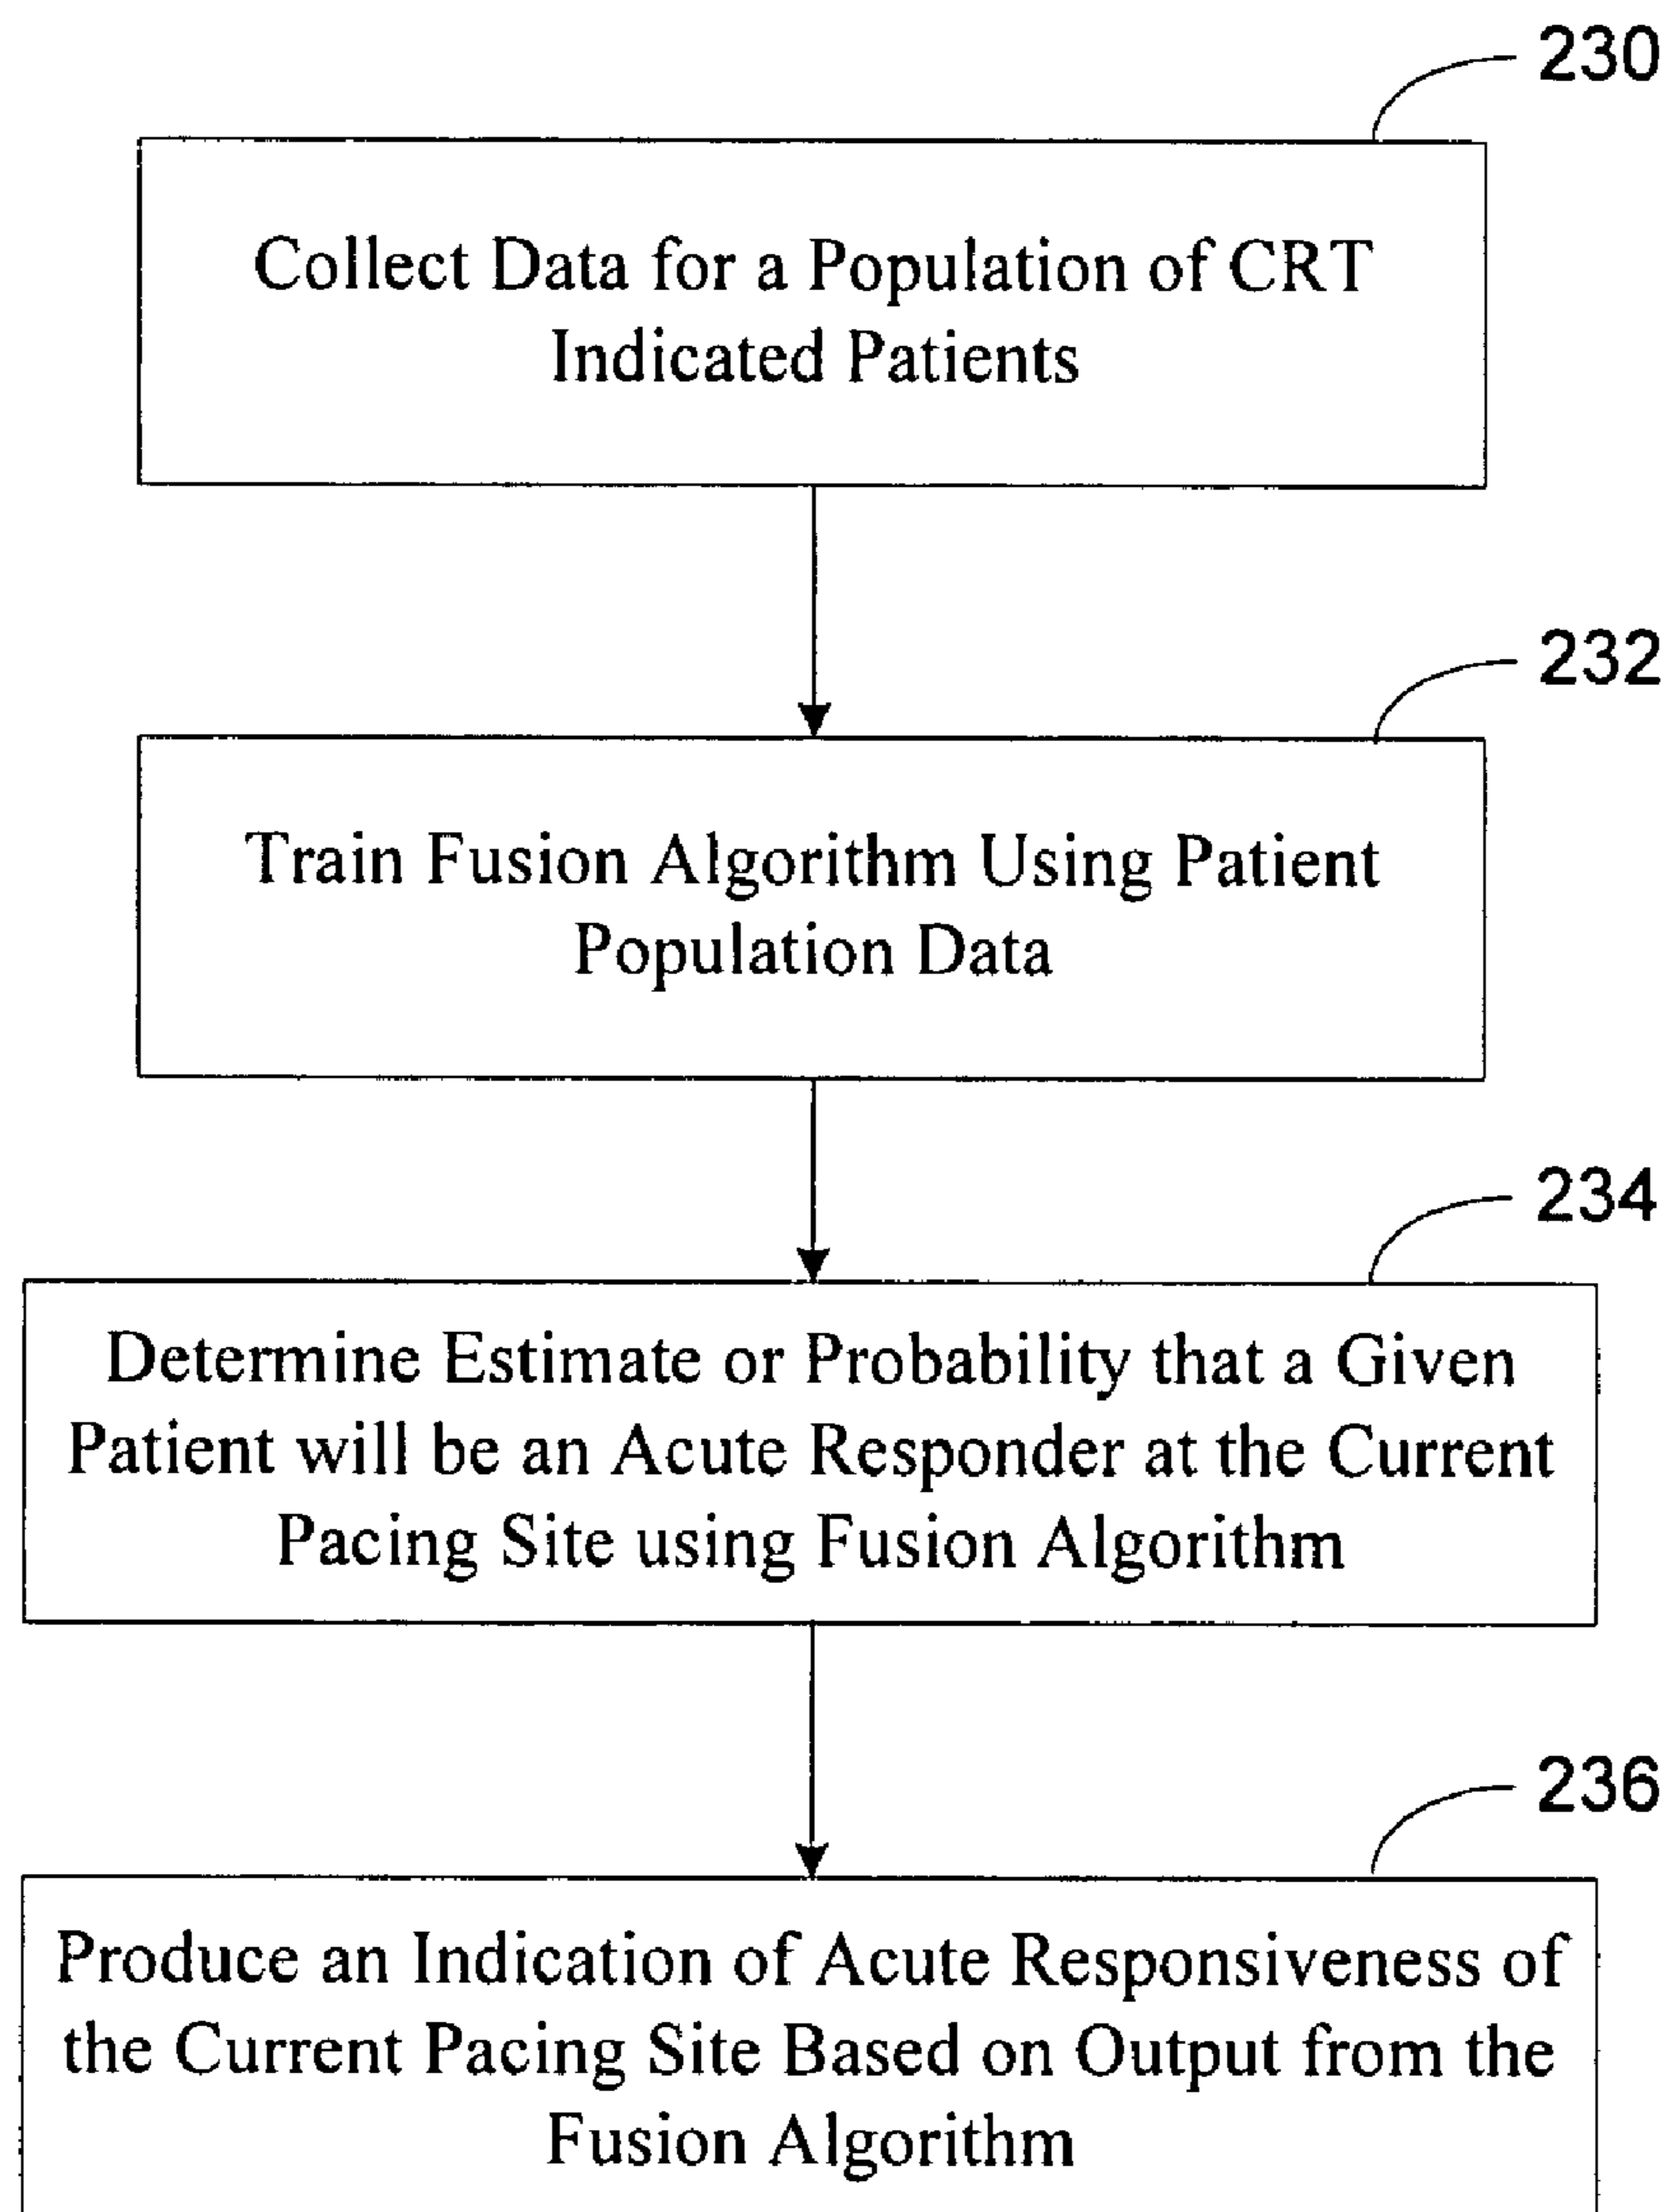 230
Collect Data for a Population of CRT
Indicated Patients
232
Train Fusion Algorithm Using Patient
Population Data
234
Determine Estimate or Probability that a Given
Patient will be an Acute Responder at the Current
Pacing Site using Fusion Algorithm
236
Produce an Indication of Acute Responsiveness of
the Current Pacing Site Based on Output from the
Fusion Algorithm